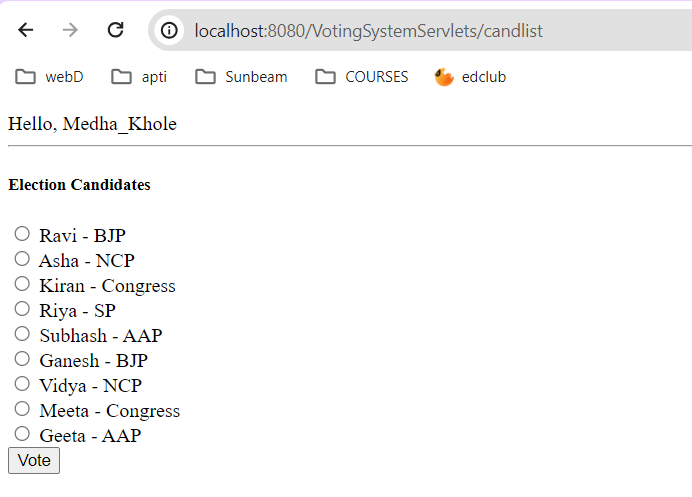 localhost:8080/VotingSystemServlets/candlist
webD apti Sunbeam COURSES edclub
Hello, Medha_Khole
Election Candidates
Ravi - BJP
Asha - NCP
Kiran - Congress
Riya - SP
Subhash - AAP
Ganesh - BJP
Vidya - NCP
Meeta - Congress
Geeta - AAP
Vote